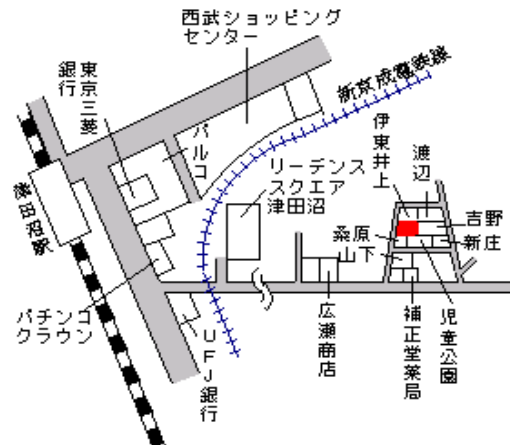 西武ショッピング
センター
東京三菱
銀行
パルコ
新京成電鉄線
リーデンス
スクエア
津田沼
伊東
井上
渡辺
吉野
新庄
桑原
山下
津田沼駅
パチンコ
クラウン
UFJ銀行
広瀬商店
補正堂薬局
児童公園